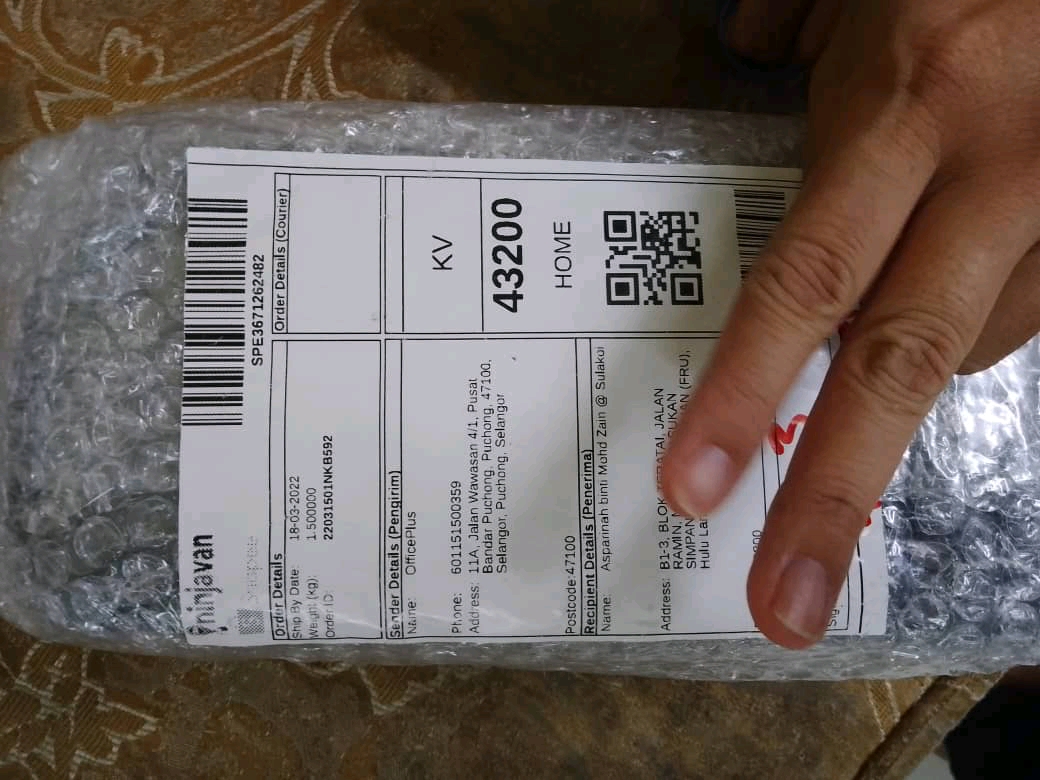 ninjavan
SPE3671262482
Order Details
Ship By Date: 18-03-2022
Weight (kg): 1.500000
Order ID: 22031501NKB592
Order Details (Courier)
Sender Details (Pengirim)
Name: OfficePlus
Phone: 601151500359
Address: 11A, Jalan Wawasan 4/1, Pusat
Bandar Puchong, Puchong, 47100,
Selangor, Puchong, Selangor
Postcode: 47100
KV
43200
HOME
Recipient Details (Penerima)
Name: Asparinah binti Mohd Zain @ Sulakoi
Address: B1-3, BLOK JALAN
RAMIN,
SIMPAN (FRU),
Hulu